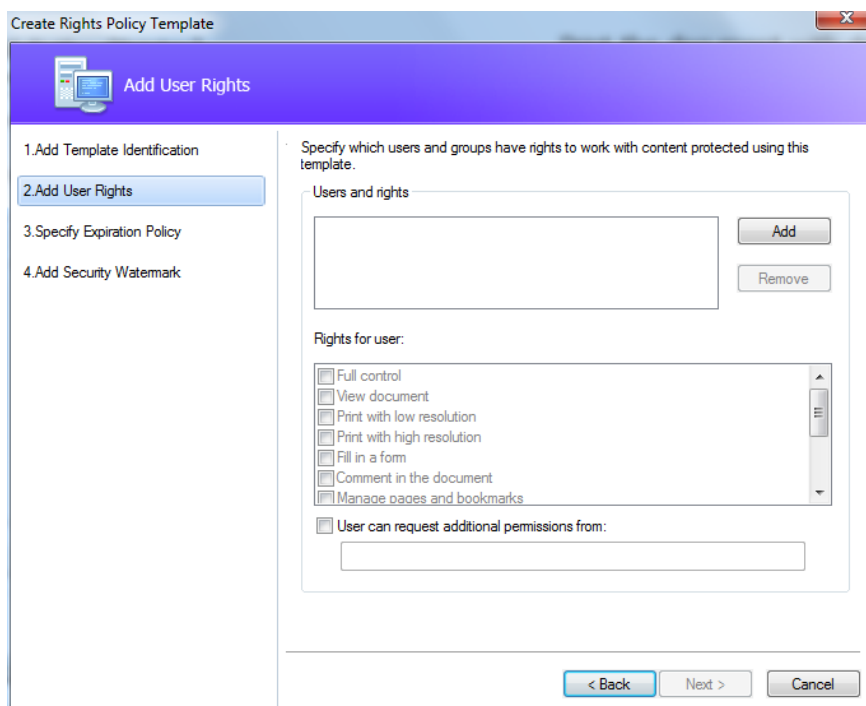 Create Rights Policy Template
Add User Rights
1.Add Template Identification
2.Add User Rights
3.Specify Expiration Policy
4.Add Security Watermark
Specify which users and groups have rights to work with content protected using this
template.
Users and rights
Add
Remove
Rights for user:
Full control
View document
Print with low resolution
Print with high resolution
Fill in a form
Comment in the document
Manage pages and bookmarks
User can request additional permissions from:
< Back
Next >
Cancel